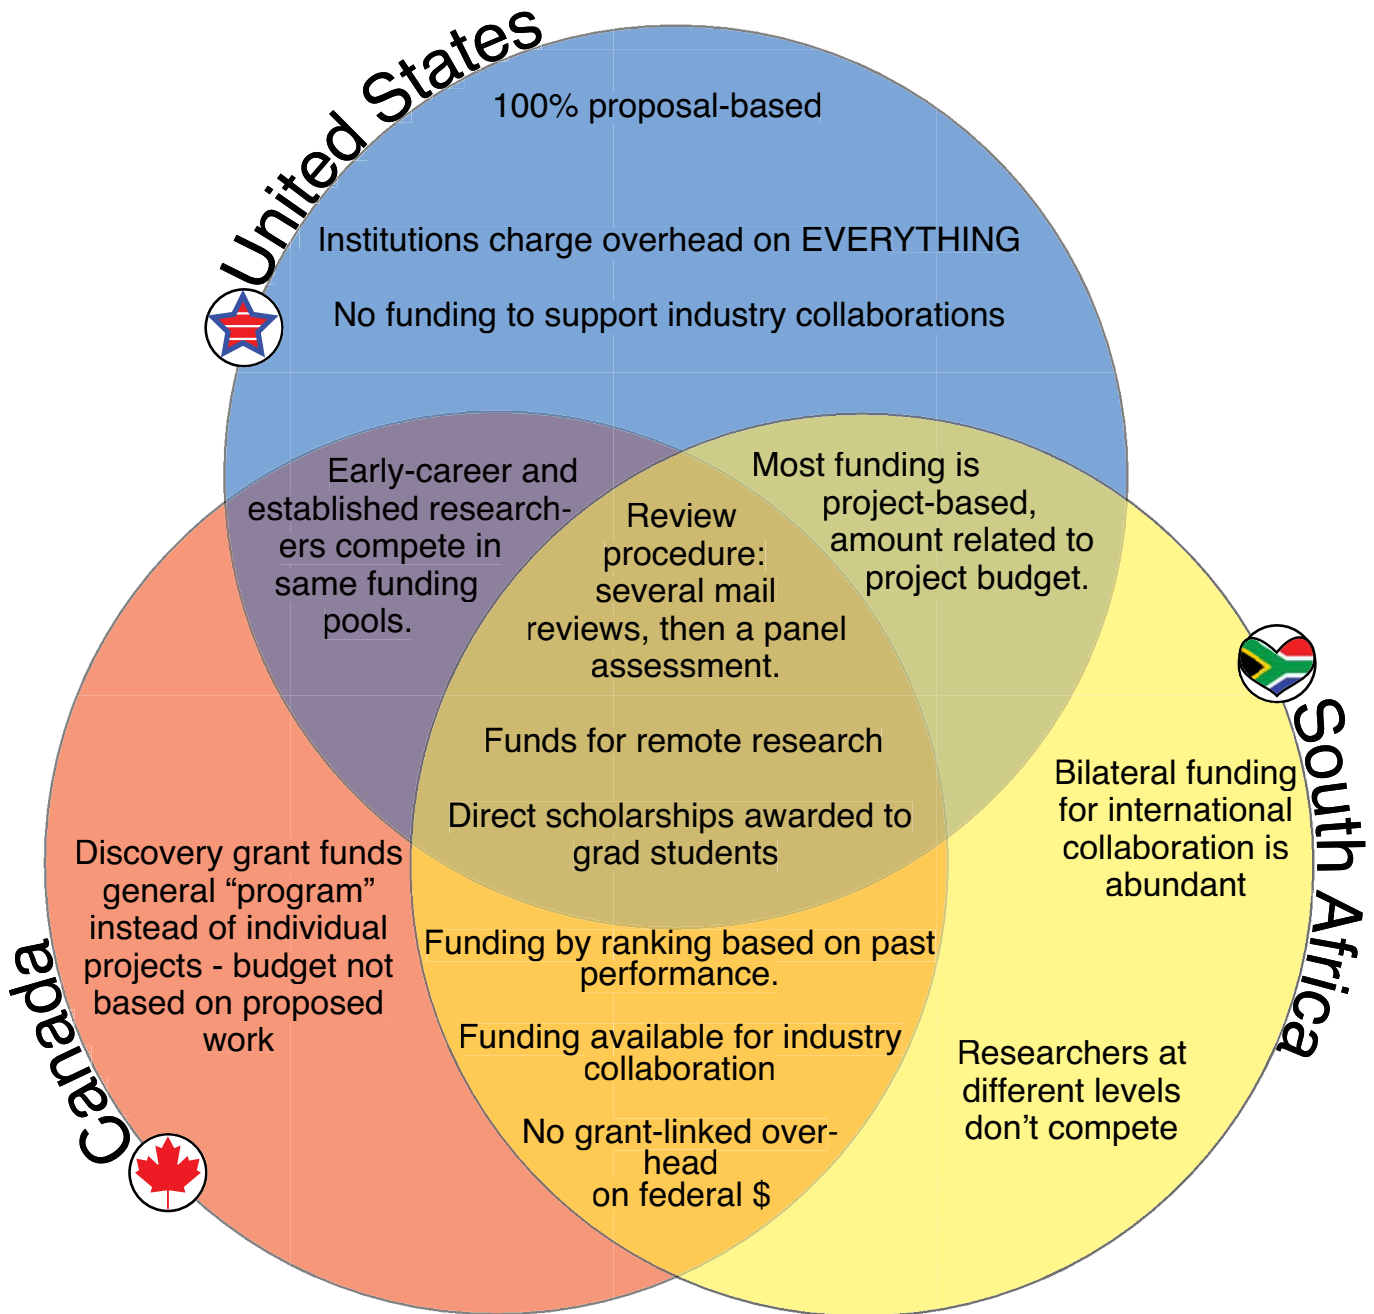 United States
100% proposal-based
Institutions charge overhead on EVERYTHING
No funding to support industry collaborations
Early-career and
established research-
ers compete in
same funding
pools.
Review
procedure:
several mail
reviews, then a panel
assessment.
Funds for remote research
Direct scholarships awarded to
grad students
Most funding is
project-based,
amount related to
project budget.
South Africa
Bilateral funding
for international
collaboration is
abundant
Researchers at
different levels
don’t compete
Canada
Discovery grant funds
general “program”
instead of individual
projects - budget not
based on proposed
work
Funding by ranking based on past
performance.
Funding available for industry
collaboration
No grant-linked over-
head
on federal $